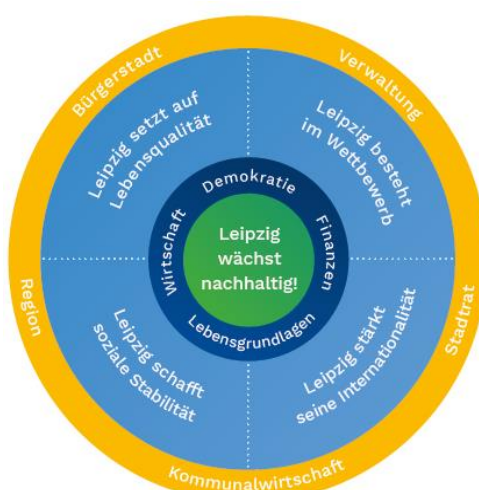 Bürgerstadt
Verwaltung
Leipzig setzt auf
Lebensqualität
Leipzig besteht
im Wettbewerb
Demokratie
Wirtschaft
Finanzen
Leipzig
wächst
nachhaltig!
Lebensgrundlagen
Region
Stadtrat
Leipzig schafft
soziale Stabilität
Leipzig stärkt
seine Internationalität
Kommunalwirtschaft